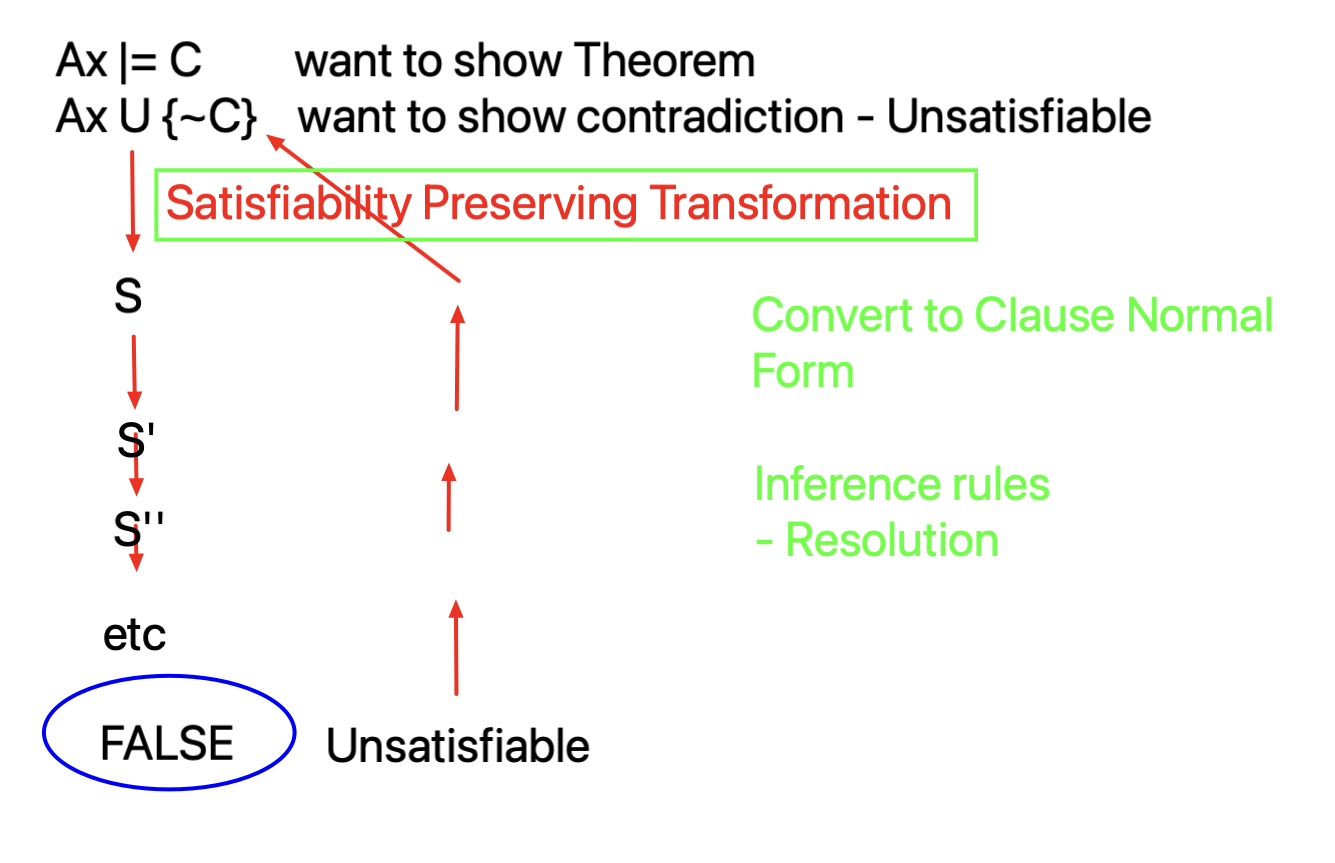 Ax |= C want to show Theorem
Ax U {~C} want to show contradiction - Unsatisfiable
Satisfiability Preserving Transformation
S
Convert to Clause Normal
Form
S'
Inference rules
S''
- Resolution
etc
FALSE Unsatisfiable